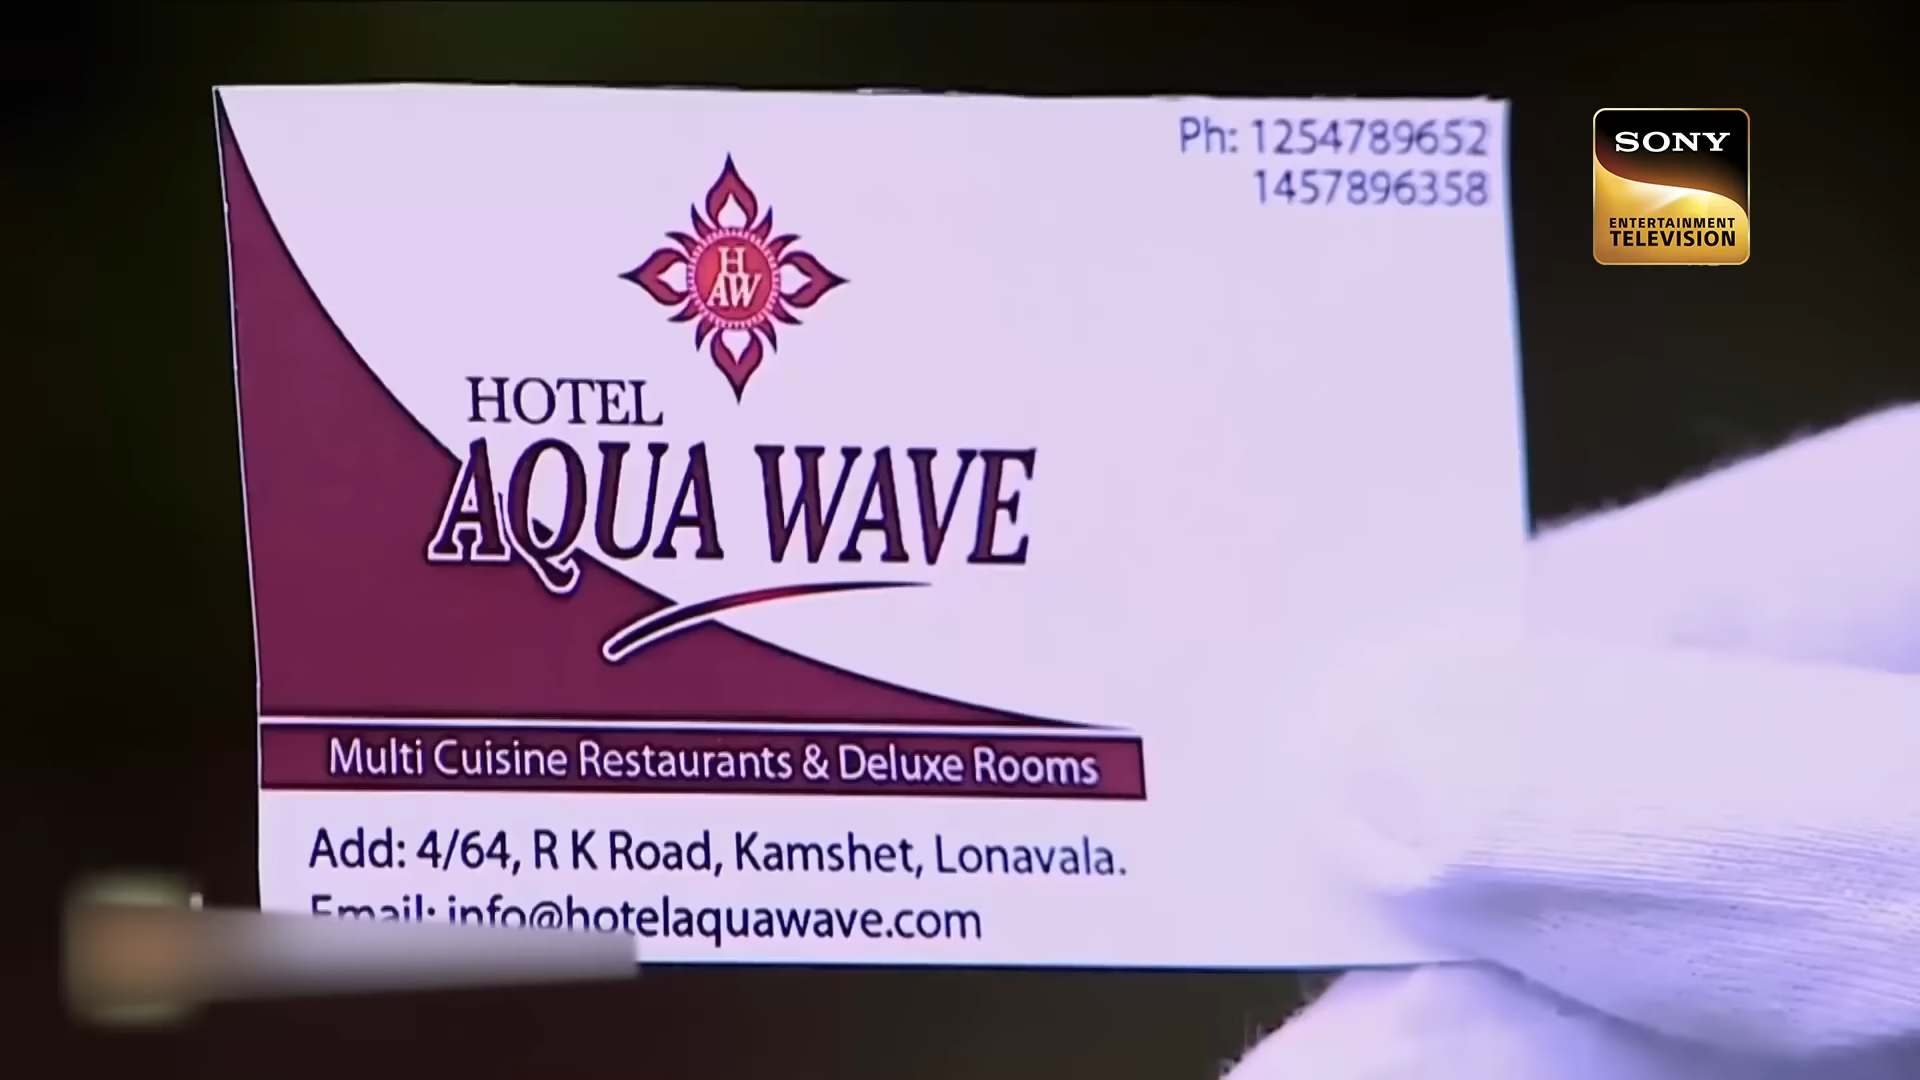 Ph: 1254789652
1457896358
SONY
ENTERTAINMENT
TELEVISION
H
AW
HOTEL
AQUA WAVE
Multi Cuisine Restaurants & Deluxe Rooms
Add: 4/64, R K Road, Kamshet, Lonavala.
Email: info@hotelaquawave.com